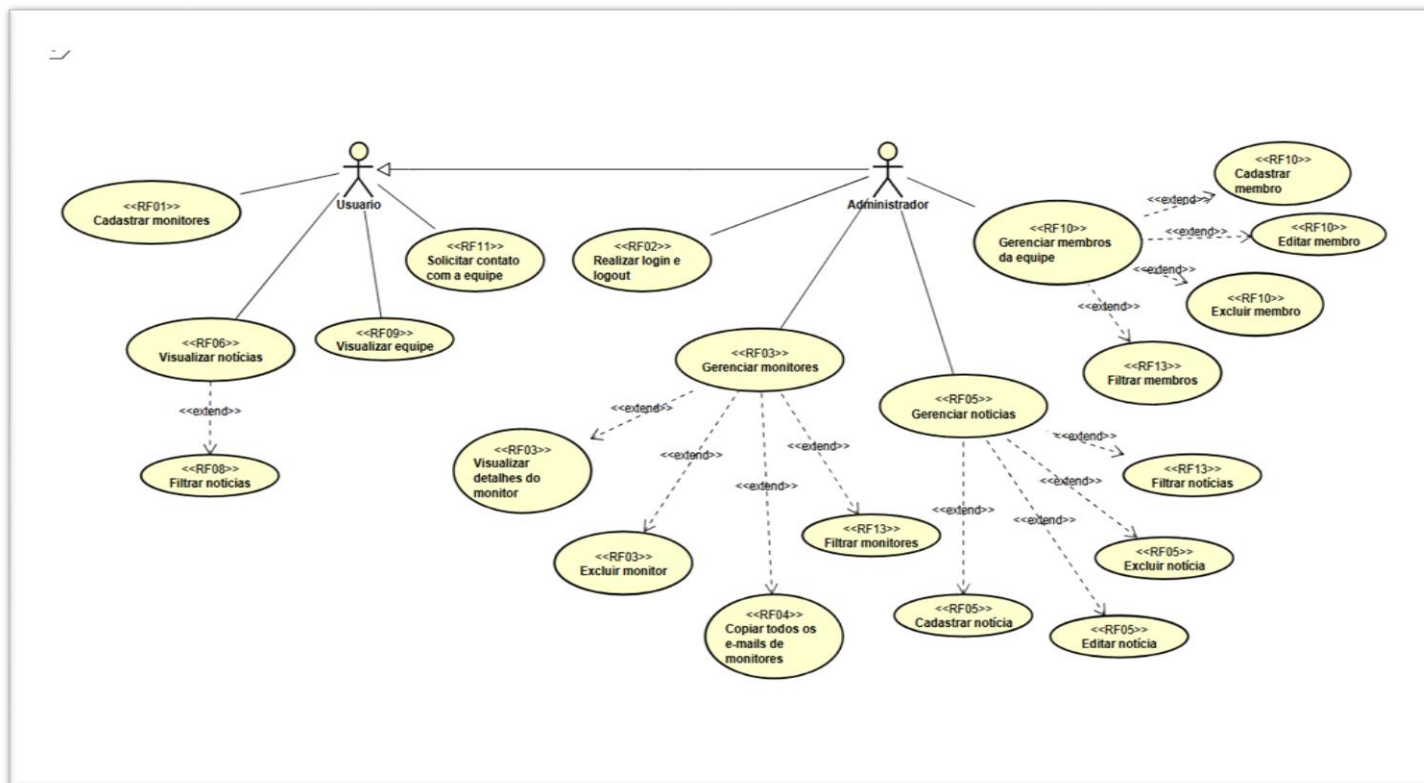 Usuario
Administrador
<<RF01>>
Cadastrar monitores
<<RF11>>
Solicitar contato
com a equipe
<<RF06>>
Visualizar notícias
<<RF09>>
Visualizar equipe
<<extend>>
<<RF08>>
Filtrar noticias
<<RF02>>
Realizar login e
logout
<<RF10>>
Gerenciar membros
da equipe
<<extend>>
<<RF10>>
Cadastrar
membro
<<extend>>
<<RF10>>
Editar membro
<<extend>>
<<RF10>>
Excluir membro
<<extend>>
<<RF13>>
Filtrar membros
<<RF03>>
Gerenciar monitores
<<extend>>
<<RF03>>
Visualizar
detalhes do
monitor
<<extend>>
<<RF03>>
Excluir monitor
<<extend>>
<<RF04>>
Copiar todos os
e-mails de
monitores
<<extend>>
<<RF13>>
Filtrar monitores
<<RF05>>
Gerenciar noticias
<<extend>>
<<RF13>>
Filtrar notícias
<<extend>>
<<RF05>>
Excluir notícia
<<extend>>
<<RF05>>
Editar notícia
<<extend>>
<<RF05>>
Cadastrar notícia